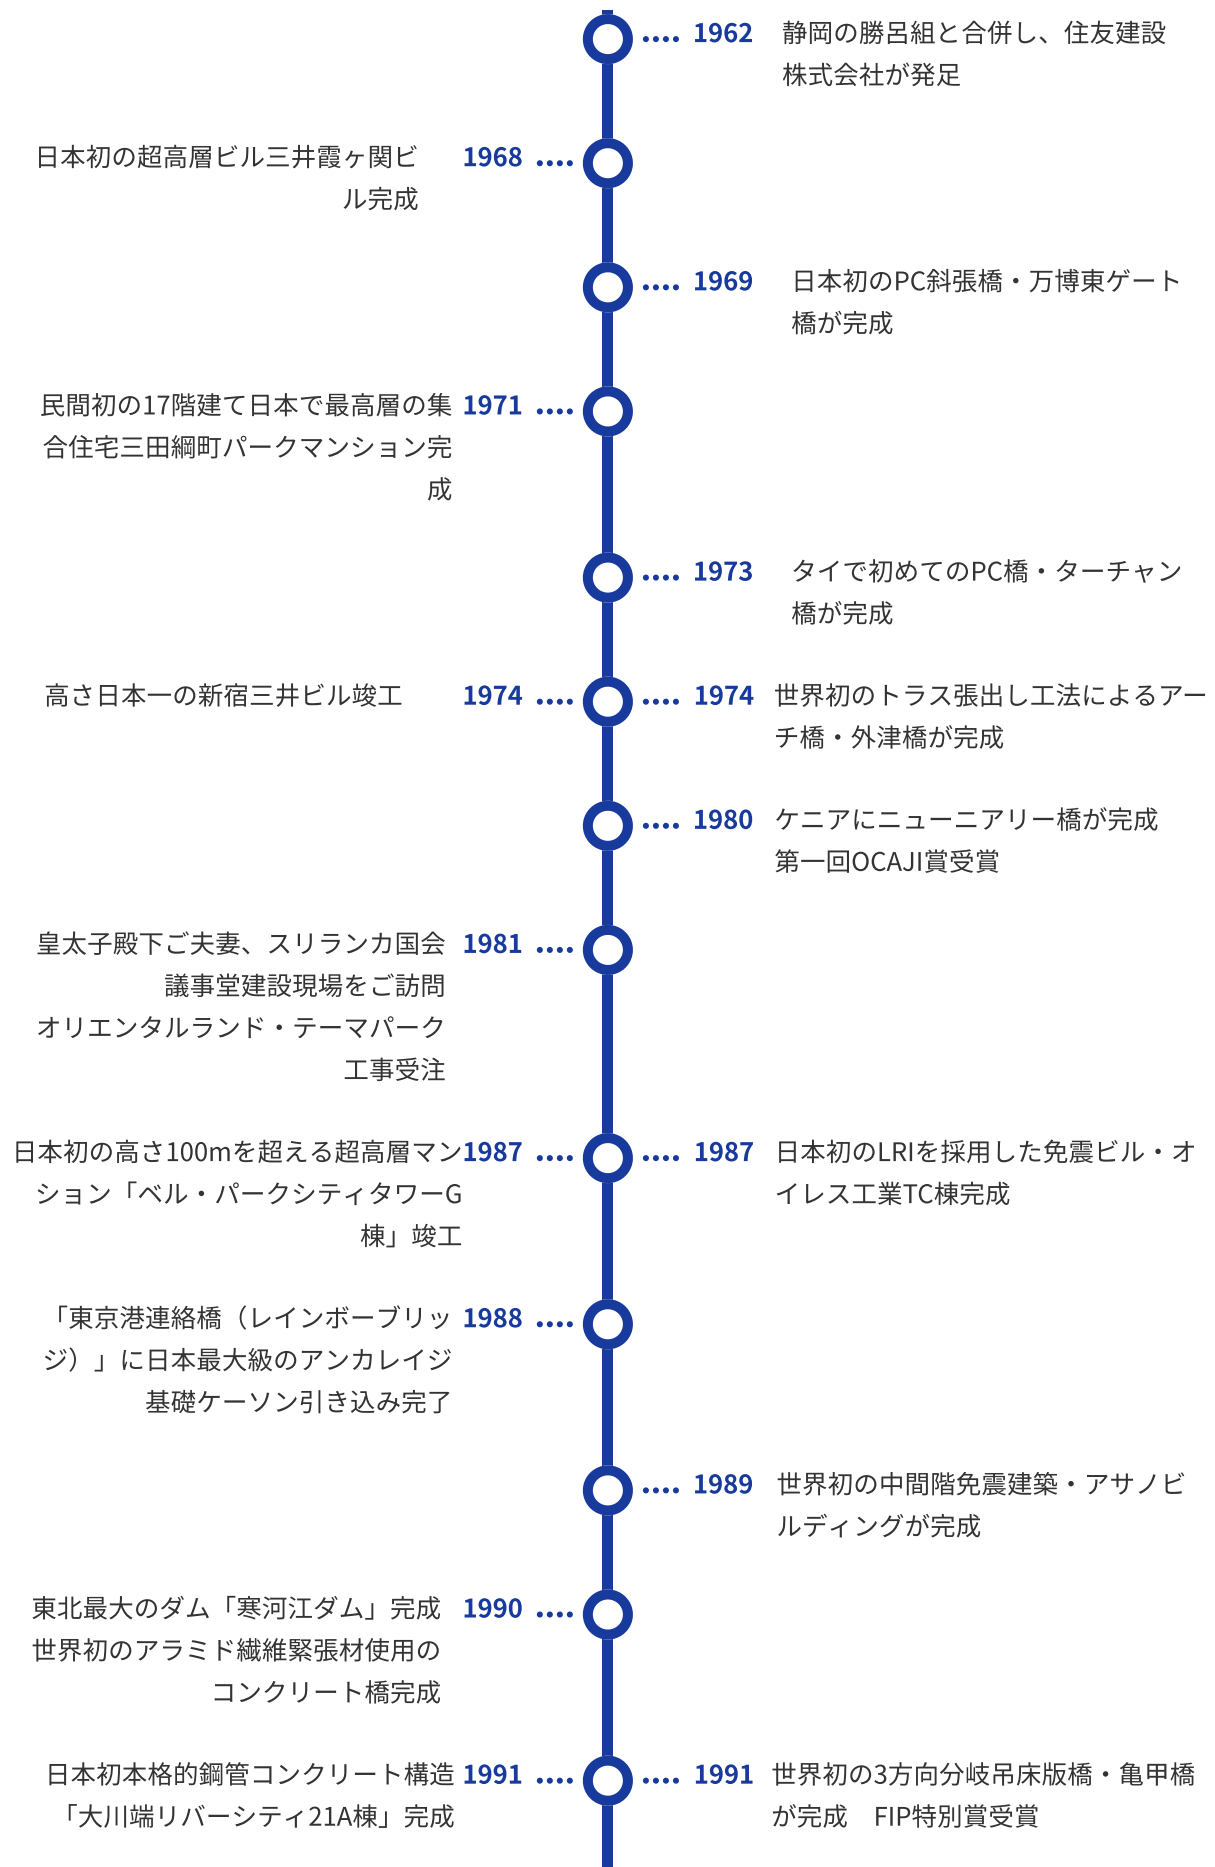 1962 静岡の勝呂組と合併し、住友建設
株式会社が発足
日本初の超高層ビル三井霞ヶ関ビ 1968
ル完成
1969 日本初のPC斜張橋・万博東ゲート
橋が完成
民間初の17階建て日本で最高層の集 1971
合住宅三田綱町パークマンション完
成
1973 タイで初めてのPC橋・ターチャン
橋が完成
高さ日本一の新宿三井ビル竣工 1974
1974 世界初のトラス張出し工法によるアー
チ橋・外津橋が完成
1980 ケニアにニューニアリー橋が完成
第一回OCAJI賞受賞
皇太子殿下ご夫妻、スリランカ国会 1981
議事堂建設現場をご訪問
オリエンタルランド・テーマパーク
工事受注
日本初の高さ100mを超える超高層マン 1987
ション「ベル・パークシティタワーG
棟」竣工
1987 日本初のLRIを採用した免震ビル・オ
イレス工業TC棟完成
「東京港連絡橋（レインボーブリッ 1988
ジ）」に日本最大級のアンカレイジ
基礎ケーソン引き込み完了
1989 世界初の中間階免震建築・アサノビ
ルディングが完成
東北最大のダム「寒河江ダム」完成 1990
世界初のアラミド繊維緊張材使用の
コンクリート橋完成
日本初本格的鋼管コンクリート構造 1991
「大川端リバーシティ21A棟」完成
1991 世界初の3方向分岐吊床版橋・亀甲橋
が完成　FIP特別賞受賞